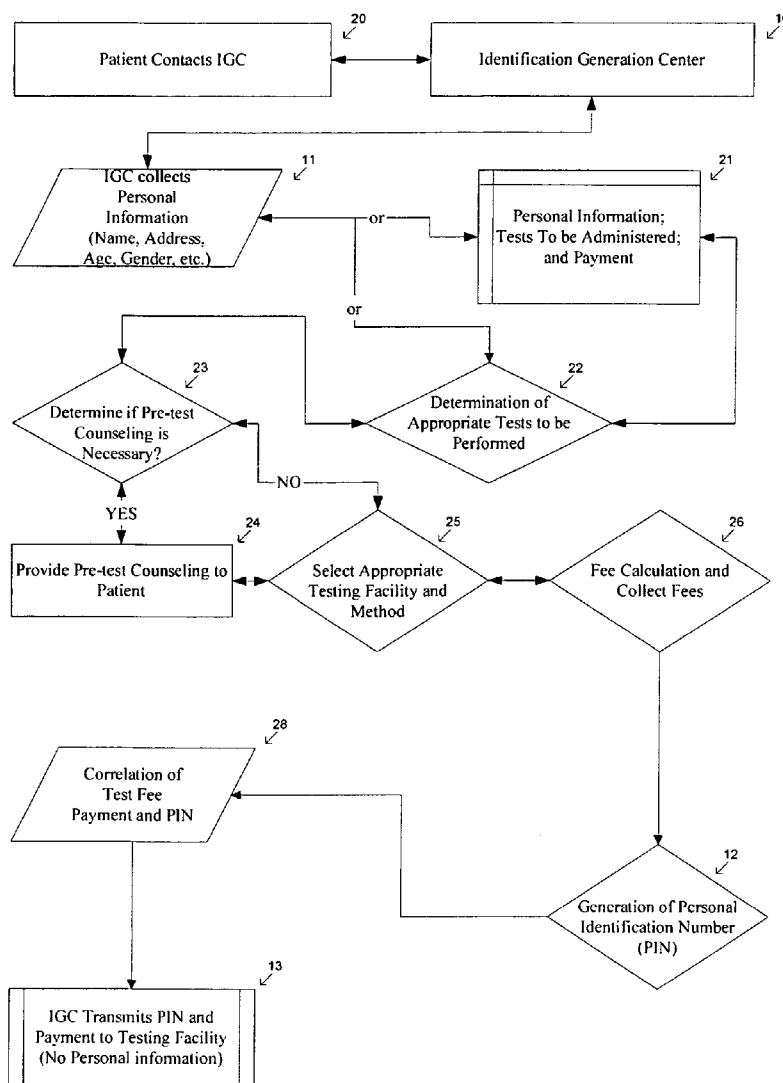 20
Patient Contacts IGC
Identification Generation Center
11
IGC collects
Personal
Information
(Name, Address,
Age, Gender, etc.)
or
21
Personal Information;
Tests To be Administered;
and Payment
or
23
Determine if Pre-test
Counseling is
Necessary?
22
Determination of
Appropriate Tests to be
Performed
NO
YES
24
Provide Pre-test Counseling to
Patient
25
Select Appropriate
Testing Facility and
Method
26
Fee Calculation and
Collect Fees
28
Correlation of
Test Fee
Payment and PIN
12
Generation of Personal
Identification Number
(PIN)
13
IGC Transmits PIN and
Payment to Testing Facility
(No Personal information)